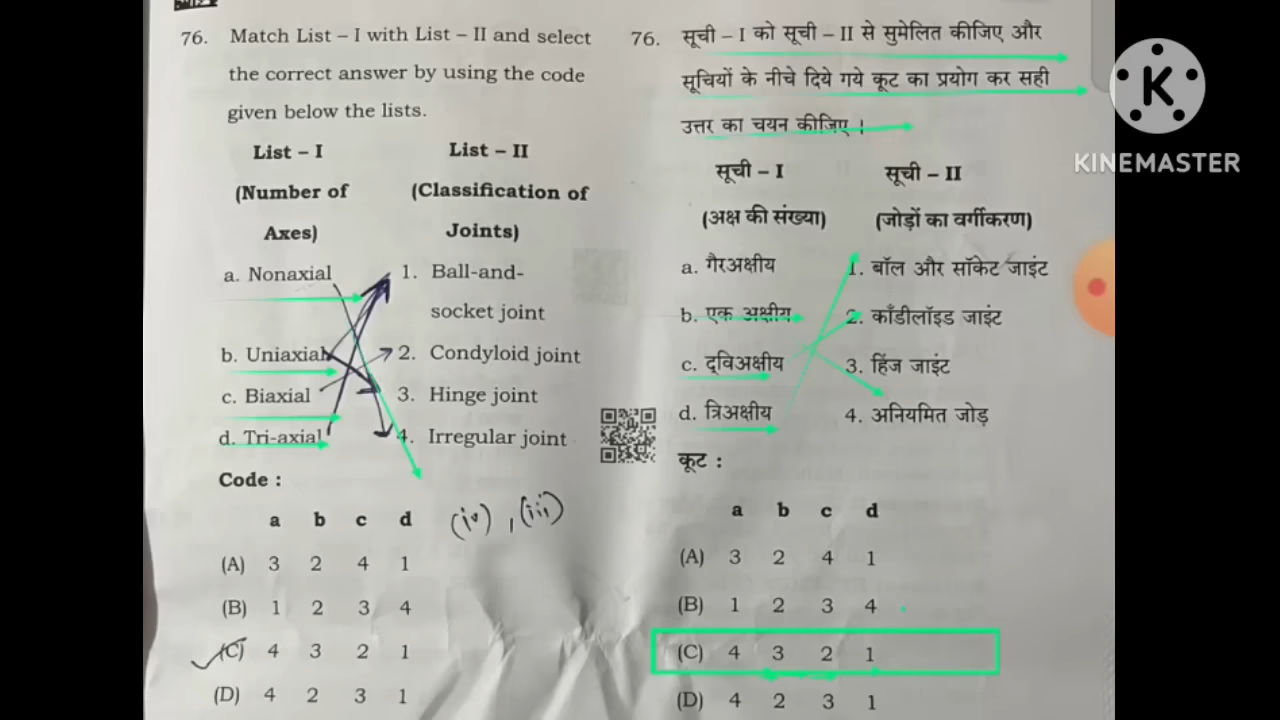 76. Match List – I with List – II and select
the correct answer by using the code
given below the lists.
List – I List – II
(Number of (Classification of
Axes) Joints)
a. Nonaxial 1. Ball-and-
socket joint
b. Uniaxial 2. Condyloid joint
c. Biaxial 3. Hinge joint
d. Tri-axial 4. Irregular joint
Code :
a b c d
(iv) , (iii)
(A) 3 2 4 1
(B) 1 2 3 4
(C) 4 3 2 1
(D) 4 2 3 1
76. सूची – I को सूची – II से सुमेलित कीजिए और
सूचियों के नीचे दिये गये कूट का प्रयोग कर सही
उत्तर का चयन कीजिए ।
सूची – I सूची – II
(अक्ष की संख्या) (जोड़ों का वर्गीकरण)
a. गैरअक्षीय 1. बॉल और सॉकेट जाइंट
b. एक अक्षीय 2. काँडीलॉइड जाइंट
c. द्विअक्षीय 3. हिंज जाइंट
d. त्रिअक्षीय 4. अनियमित जोड़
कूट :
a b c d
(A) 3 2 4 1
(B) 1 2 3 4
(C) 4 3 2 1
(D) 4 2 3 1
K
KINEMASTER